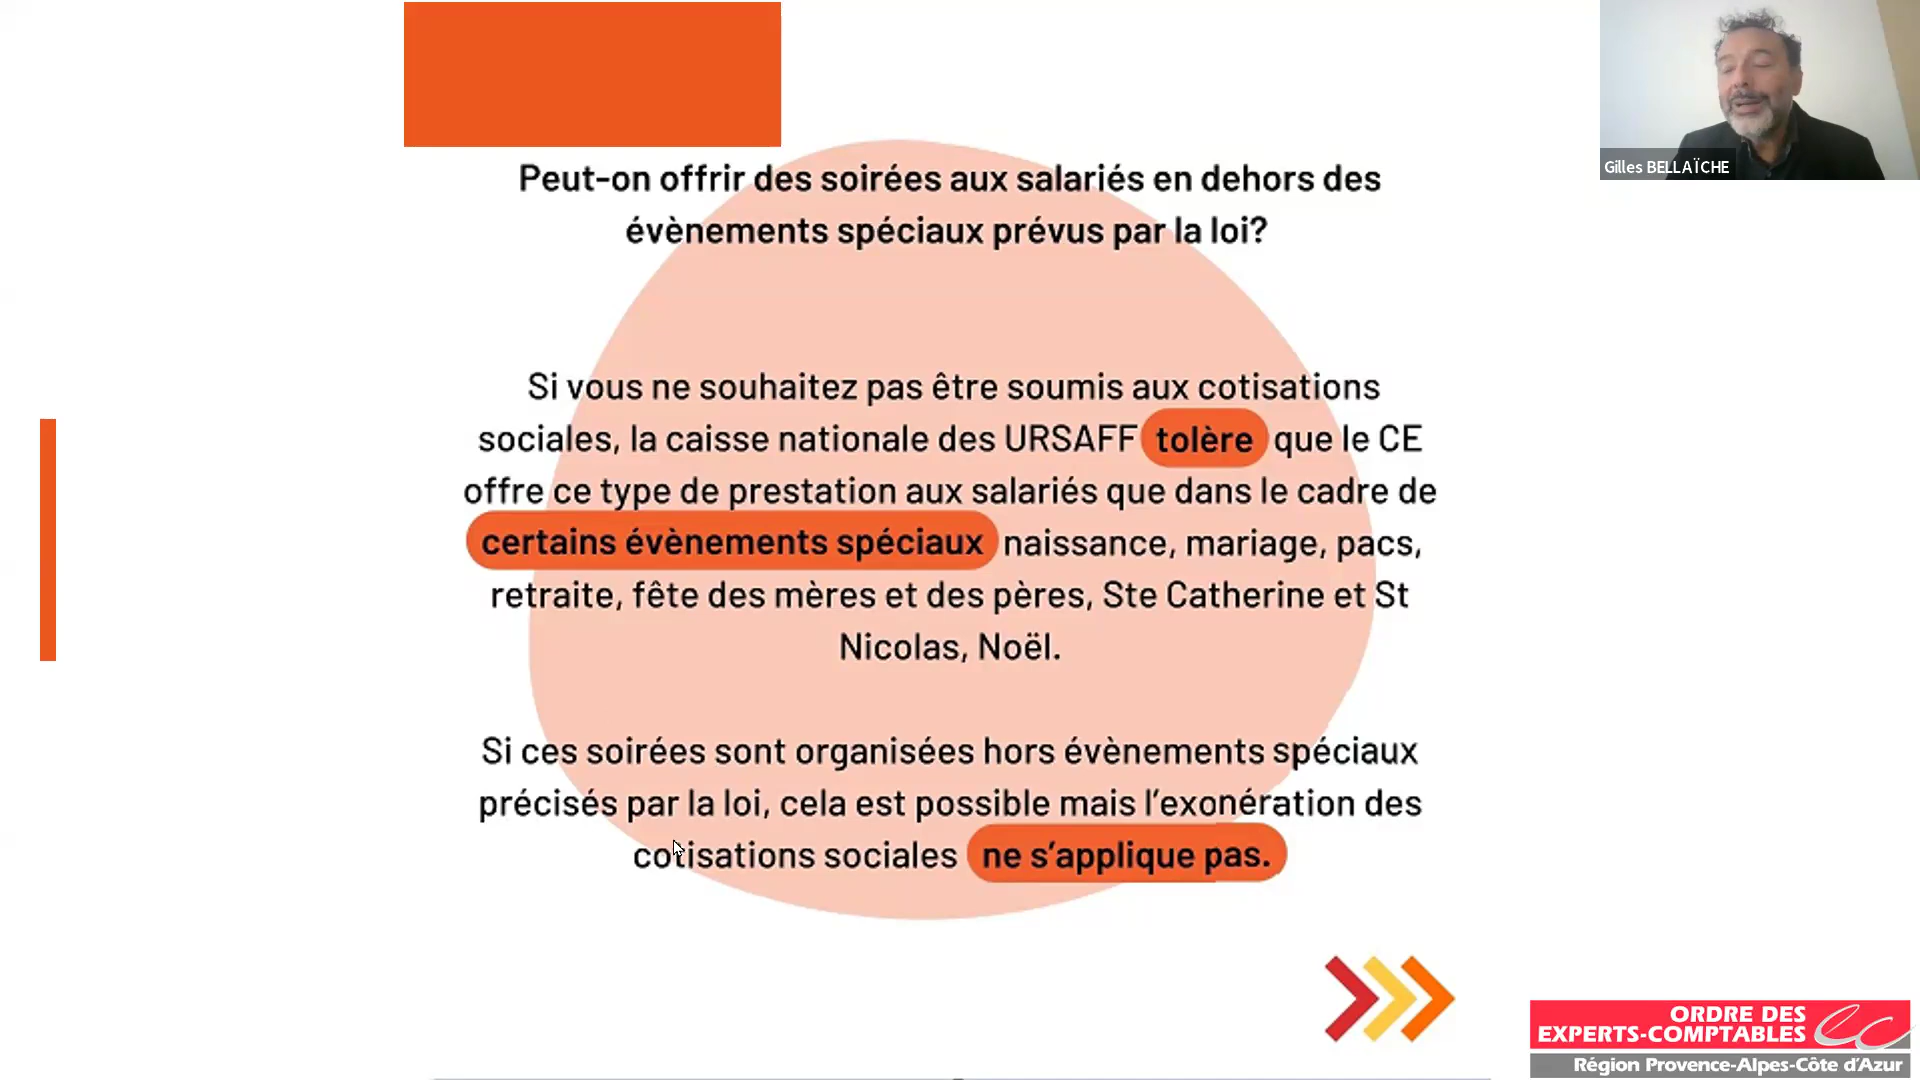 Peut-on offrir des soirées aux salariés en dehors des
évènements spéciaux prévus par la loi?
Si vous ne souhaitez pas être soumis aux cotisations
sociales, la caisse nationale des URSAFF tolère que le CE
offre ce type de prestation aux salariés que dans le cadre de
certains évènements spéciaux naissance, mariage, pacs,
retraite, fête des mères et des pères, Ste Catherine et St
Nicolas, Noël.
Si ces soirées sont organisées hors évènements spéciaux
précisés par la loi, cela est possible mais l'exonération des
cotisations sociales ne s'applique pas.
Gilles BELLAÏCHE
ORDRE DES
EXPERTS-COMPTABLES
Région Provence-Alpes-Côte d'Azur